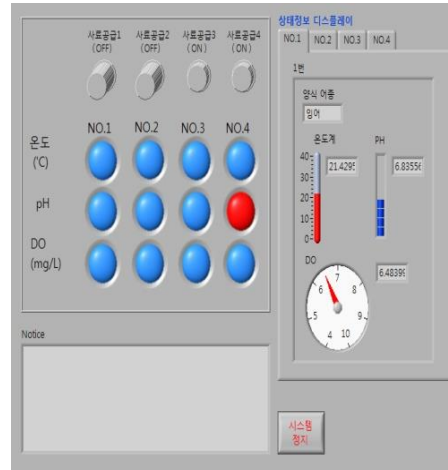 사료공급1 사료공급2 사료공급3 사료공급4
(OFF) (OFF) (ON) (ON)
NO.1 NO.2 NO.3 NO.4
온도
(℃)
pH
DO
(mg/L)
Notice
상태정보 디스플레이
NO.1 NO.2 NO.3 NO.4
1번
양식 어종
잉어
온도계 PH
40
30
20
10
0
21.4295
6.8355
DO
4 5 6 7 8 9 10
6.4839
시스템
정지